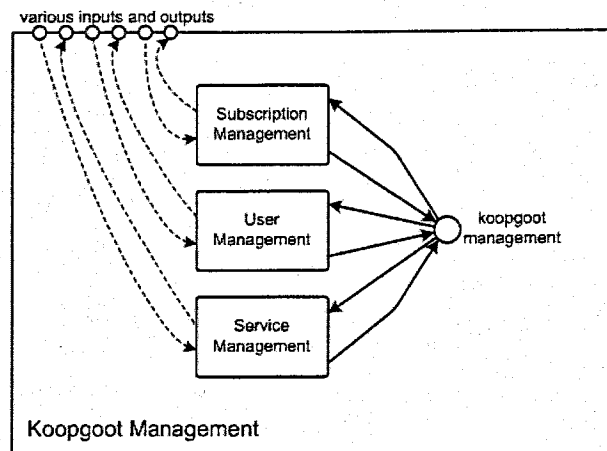 various inputs and outputs
Subscription
Management
User
Management
koopgoot
management
Service
Management
Koopgoot Management